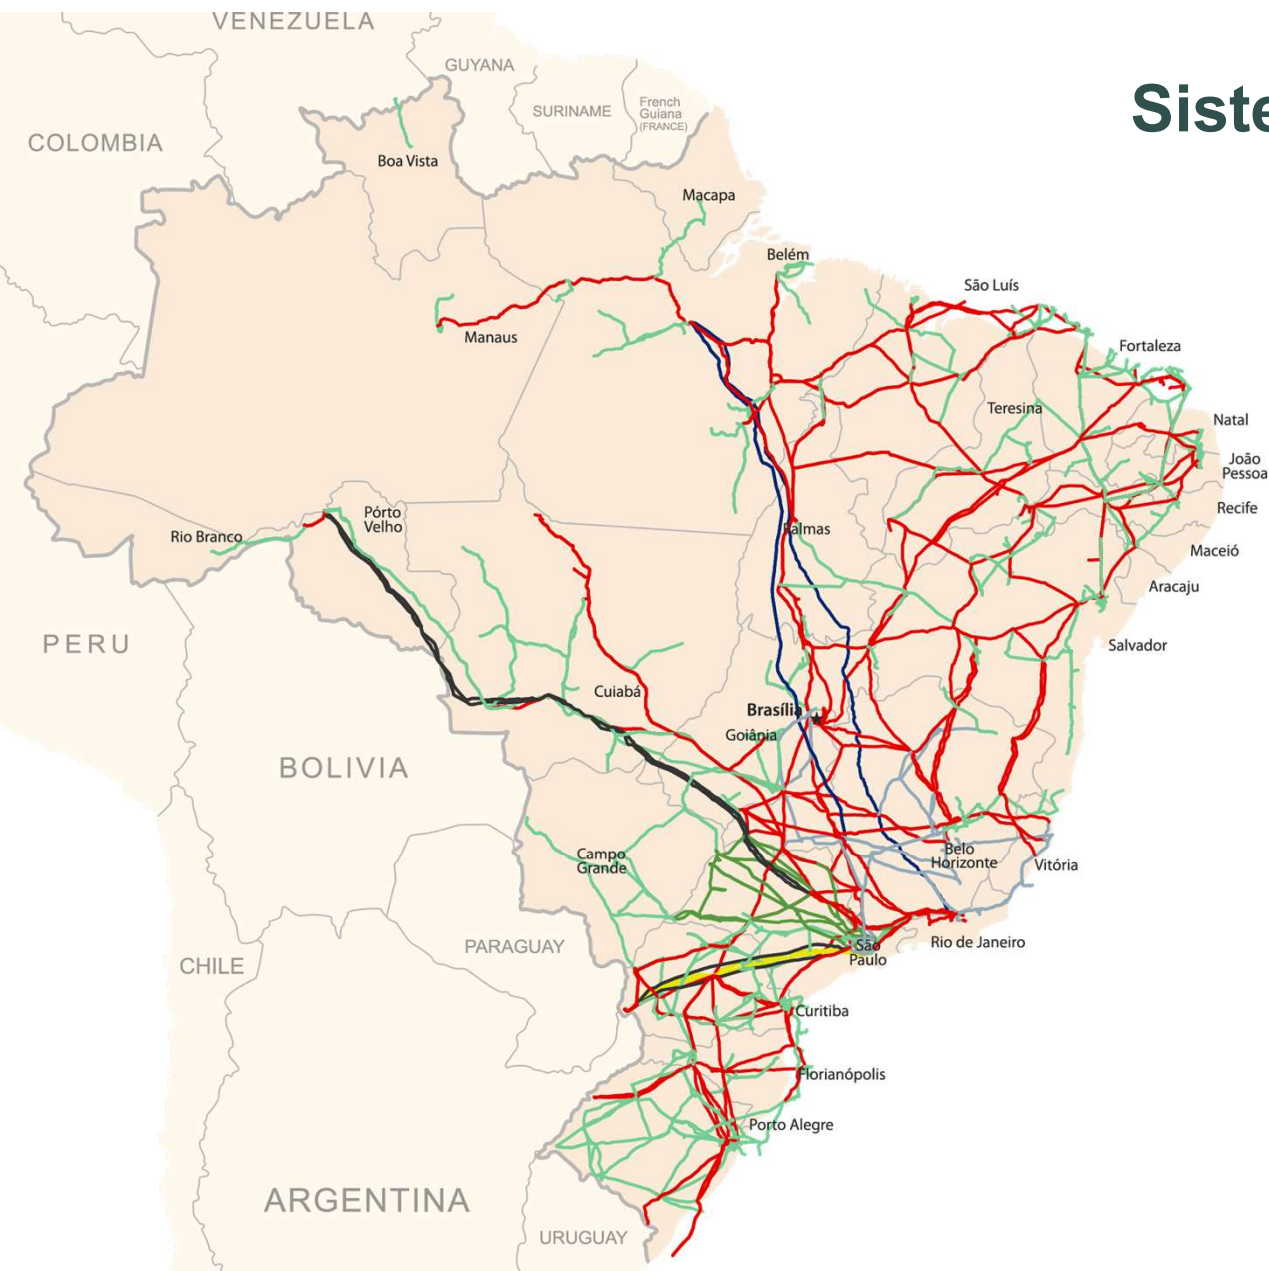 VENEZUELA
GUYANA
SURINAME
French
Guiana
(FRANCE)
Siste
COLOMBIA
Boa Vista
Macapa
Belém
São Luís
Manaus
Fortaleza
Teresina
Natal
João
Pessoa
Recife
Pórto
Velho
Rio Branco
Palmas
Maceió
Aracaju
PERU
Salvador
Cuiabá
Brasília
Goiânia
BOLIVIA
Campo
Grande
Belo
Horizonte
Vitória
PARAGUAY
São
Paulo
Rio de Janeiro
CHILE
Curitiba
Florianópolis
Porto Alegre
ARGENTINA
URUGUAY